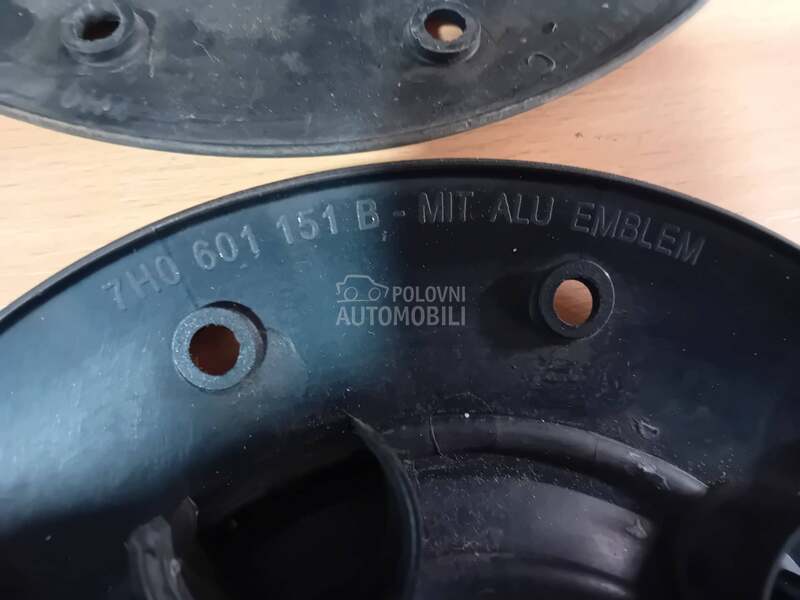 7H0 601 151 B - MIT ALU EMBLEM
POLOVNI
AUTOMOBILI